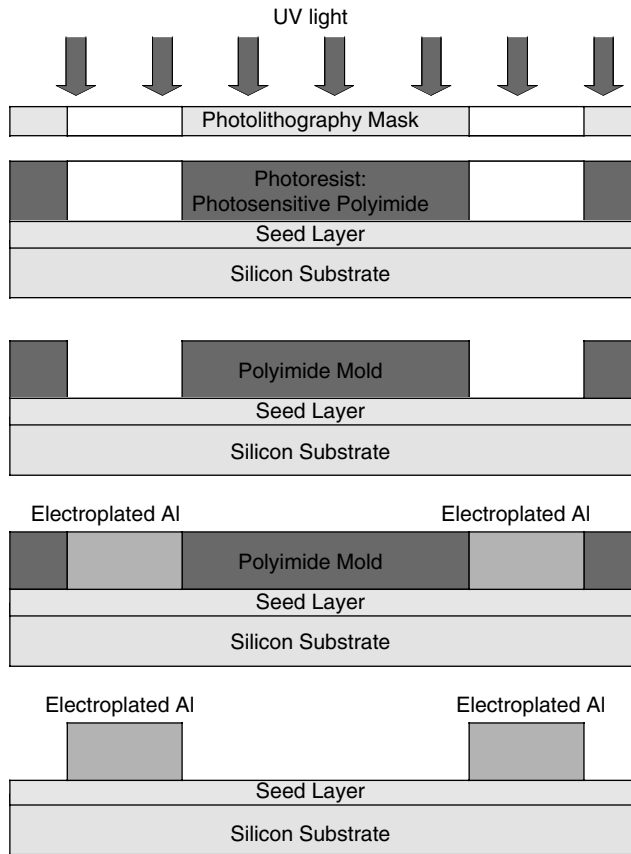 UV light
Photolithography Mask
Photoresist:
Photosensitive Polyimide
Seed Layer
Silicon Substrate
Polyimide Mold
Seed Layer
Silicon Substrate
Electroplated Al
Electroplated Al
Polyimide Mold
Seed Layer
Silicon Substrate
Electroplated Al
Electroplated Al
Seed Layer
Silicon Substrate